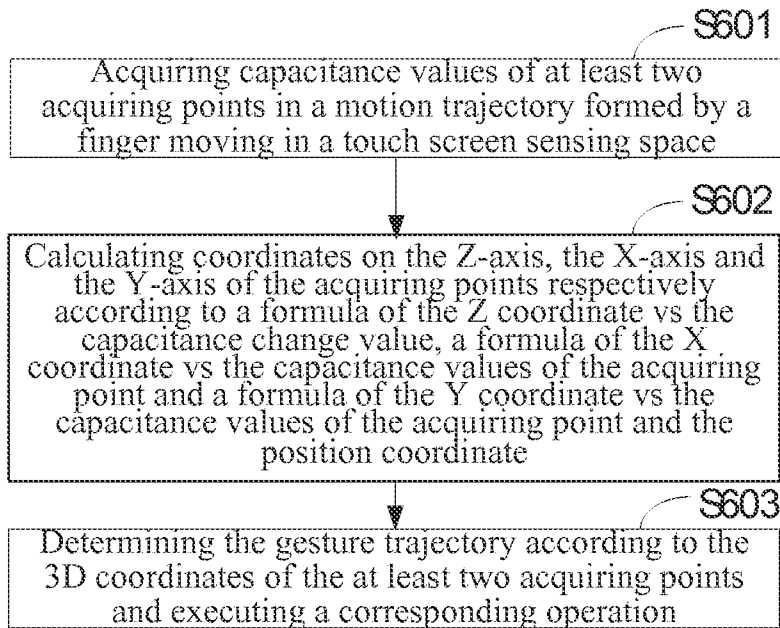 S601
Acquiring capacitance values of at least two
acquiring points in a motion trajectory formed by a
finger moving in a touch screen sensing space
S602
Calculating coordinates on the Z-axis, the X-axis and
the Y-axis of the acquiring points respectively
according to a formula of the Z coordinate vs the
capacitance change value, a formula of the X
coordinate vs the capacitance values of the acquiring
point and a formula of the Y coordinate vs the
capacitance values of the acquiring point and the
position coordinate
S603
Determining the gesture trajectory according to the
3D coordinates of the at least two acquiring points
and executing a corresponding operation